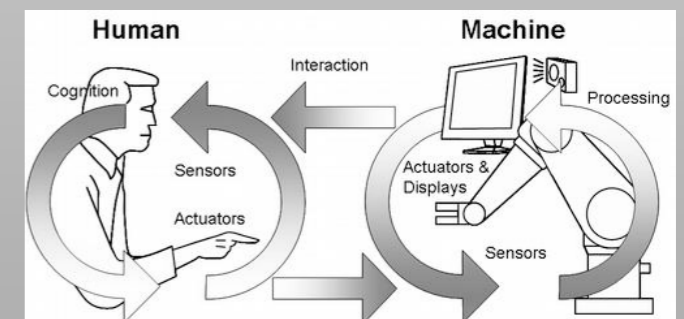 Human
Machine
Interaction
Cognition
Processing
Sensors
Actuators &
Displays
Actuators
Sensors